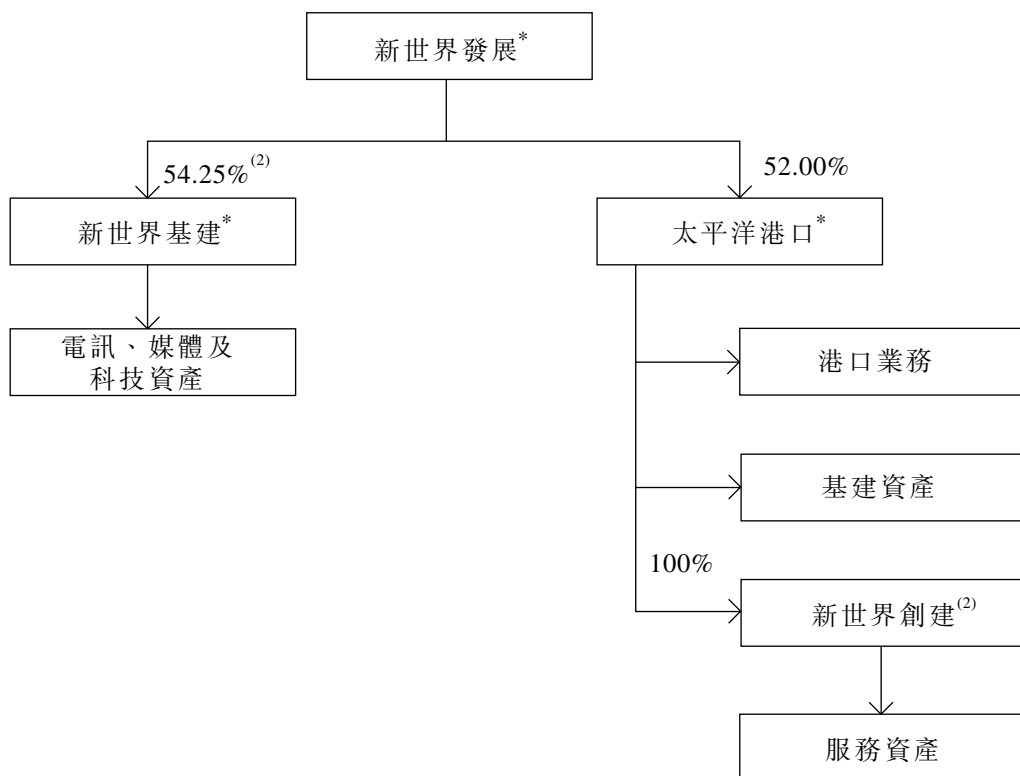 新世界發展*
54.25%(2)
52.00%
新世界基建*
太平洋港口*
電訊、媒體及
科技資產
港口業務
基建資產
100%
新世界創建(2)
服務資產